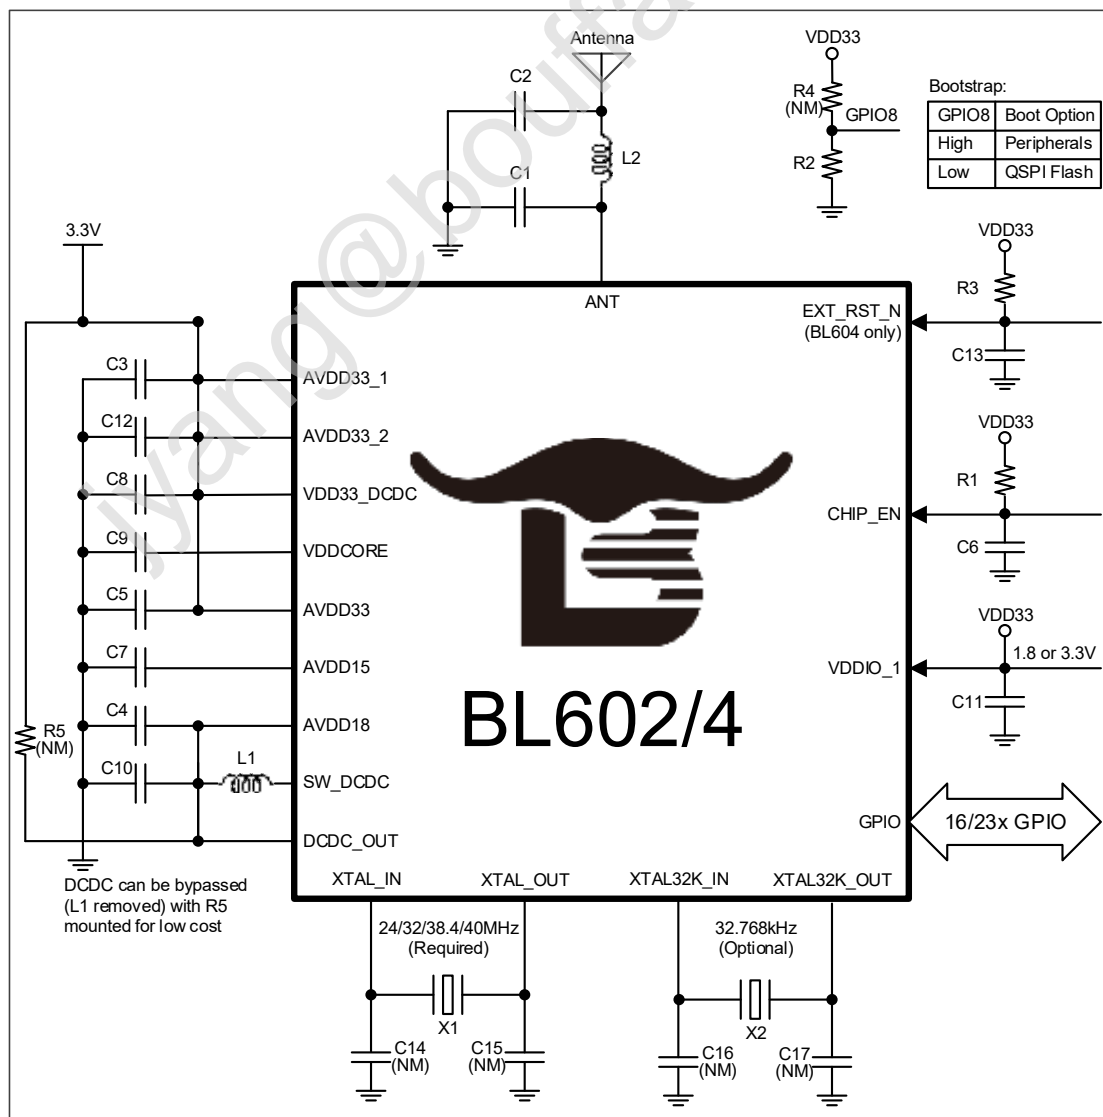 jyang@bouffa
Antenna
C2
C1
L2
VDD33
R4
(NM)
GPIO8
R2
Bootstrap:
GPIO8 Boot Option
High Peripherals
Low QSPI Flash
3.3V
C3
C12
C8
C9
C5
C7
C4
C10
R5
(NM)
L1
DCDC can be bypassed
(L1 removed) with R5
mounted for low cost
ANT
AVDD33_1
AVDD33_2
VDD33_DCDC
VDDCORE
AVDD33
AVDD15
AVDD18
SW_DCDC
DCDC_OUT
BL602/4
EXT_RST_N
(BL604 only)
CHIP_EN
VDDIO_1
GPIO
VDD33
R3
C13
VDD33
R1
C6
VDD33
1.8 or 3.3V
C11
16/23x GPIO
XTAL_IN
XTAL_OUT
XTAL32K_IN
XTAL32K_OUT
24/32/38.4/40MHz
(Required)
X1
C14
(NM)
C15
(NM)
32.768kHz
(Optional)
X2
C16
(NM)
C17
(NM)